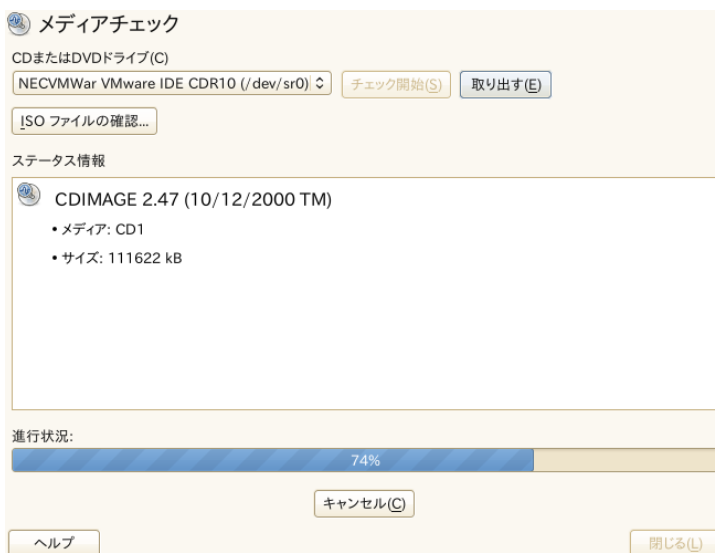 メディアチェック
CDまたはDVDドライブ(C)
NECVMWar VMware IDE CDR10 (/dev/sr0) チェック開始(S) 取り出す(E)
ISO ファイルの確認...
ステータス情報
CDIMAGE 2.47 (10/12/2000 TM)
• メディア: CD1
• サイズ: 111622 kB
進行状況:
74%
キャンセル(C)
ヘルプ 閉じる(L)